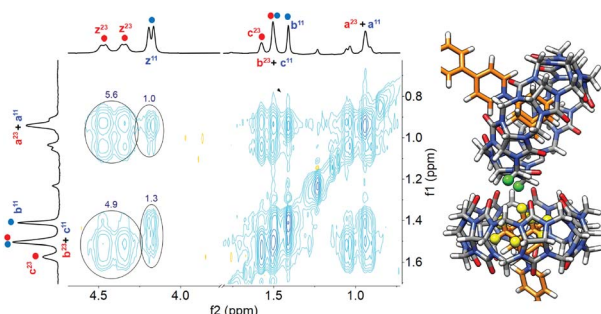 z²³ z²³ z¹¹
c²³ b²³ + c¹¹ b¹¹ a²³ + a¹¹
a²³ + a¹¹
b¹¹
b²³ + c¹¹
c²³
5.6 1.0
4.9 1.3
0.8
1.0
1.2
1.4
1.6
f1 (ppm)
4.5 4.0 1.5 1.0
f2 (ppm)